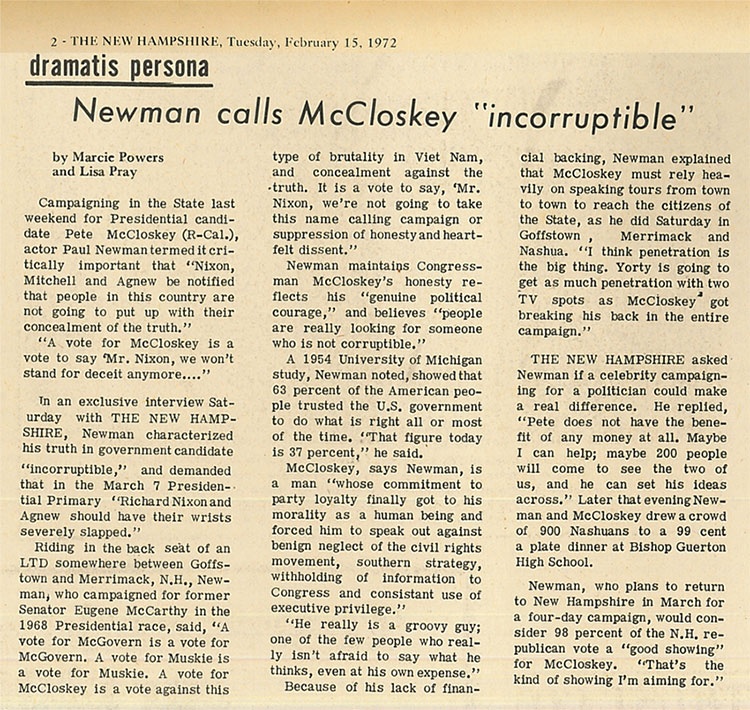 2 - THE NEW HAMPSHIRE, Tuesday, February 15, 1972
dramatis persona
Newman calls McCloskey "incorruptible"
by Marcie Powers
and Lisa Pray
Campaigning in the State last
weekend for Presidential candi-
date Pete McCloskey (R-Cal.),
actor Paul Newman termed it cri-
tically important that "Nixon,
Mitchell and Agnew be notified
that people in this country are
not going to put up with their
concealment of the truth."
"A vote for McCloskey is a
vote to say 'Mr. Nixon, we won't
stand for deceit anymore...."
In an exclusive interview Sat-
urday with THE NEW HAMP-
SHIRE, Newman characterized
his truth in government candidate
"incorruptible," and demanded
that in the March 7 Presiden-
tial Primary "Richard Nixon and
Agnew should have their wrists
severely slapped."
Riding in the back seat of an
LTD somewhere between Goffs-
town and Merrimack, N.H., New-
man, who campaigned for former
Senator Eugene McCarthy in the
1968 Presidential race, said, "A
vote for McGovern is a vote for
McGovern. A vote for Muskie is
a vote for Muskie. A vote for
McCloskey is a vote against this
type of brutality in Viet Nam,
and concealment against the
truth. It is a vote to say, 'Mr.
Nixon, we're not going to take
this name calling campaign or
suppression of honesty and heart-
felt dissent."
Newman maintains Congress-
man McCloskey's honesty re-
flects his "genuine political
courage," and believes "people
are really looking for someone
who is not corruptible."
A 1954 University of Michigan
study, Newman noted, showed that
63 percent of the American peo-
ple trusted the U.S. government
to do what is right all or most
of the time. "That figure today
is 37 percent," he said.
McCloskey, says Newman, is
a man "whose commitment to
party loyalty finally got to his
morality as a human being and
forced him to speak out against
benign neglect of the civil rights
movement, southern strategy,
withholding of information to
Congress and consistant use of
executive privilege."
"He really is a groovy guy;
one of the few people who real-
ly isn't afraid to say what he
thinks, even at his own expense."
Because of his lack of finan-
cial backing, Newman explained
that McCloskey must rely hea-
vily on speaking tours from town
to town to reach the citizens of
the State, as he did Saturday in
Goffstown , Merrimack and
Nashua. "I think penetration is
the big thing. Yorty is going to
get as much penetration with two
TV spots as McCloskey got
breaking his back in the entire
campaign."
THE NEW HAMPSHIRE asked
Newman if a celebrity campaign-
ing for a politician could make
a real difference. He replied,
"Pete does not have the bene-
fit of any money at all. Maybe
I can help; maybe 200 people
will come to see the two of
us, and he can set his ideas
across." Later that evening New-
man and McCloskey drew a crowd
of 900 Nashuans to a 99 cent
a plate dinner at Bishop Guerton
High School.
Newman, who plans to return
to New Hampshire in March for
a four-day campaign, would con-
sider 98 percent of the N.H. re-
publican vote a "good showing"
for McCloskey. "That's the
kind of showing I'm aiming for."